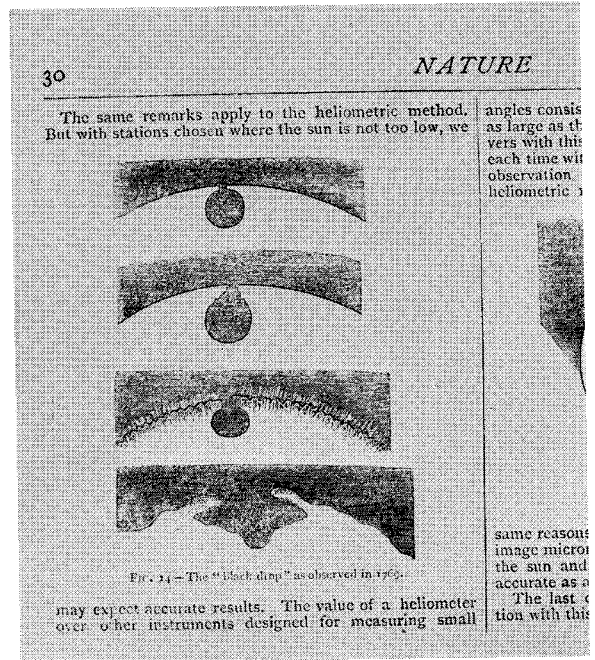 30
NATURE
The same remarks apply to the heliometric method.
But with stations chosen where the sun is not too low, we
FIG. 14—The "black drop" as observed in 1769.
may expect accurate results. The value of a heliometer
over other instruments designed for measuring small
angles consis
as large as th
vers with this
each time wit
observation
heliometric
same reasons
image micro
the sun and
accurate as a
The last
tion with this